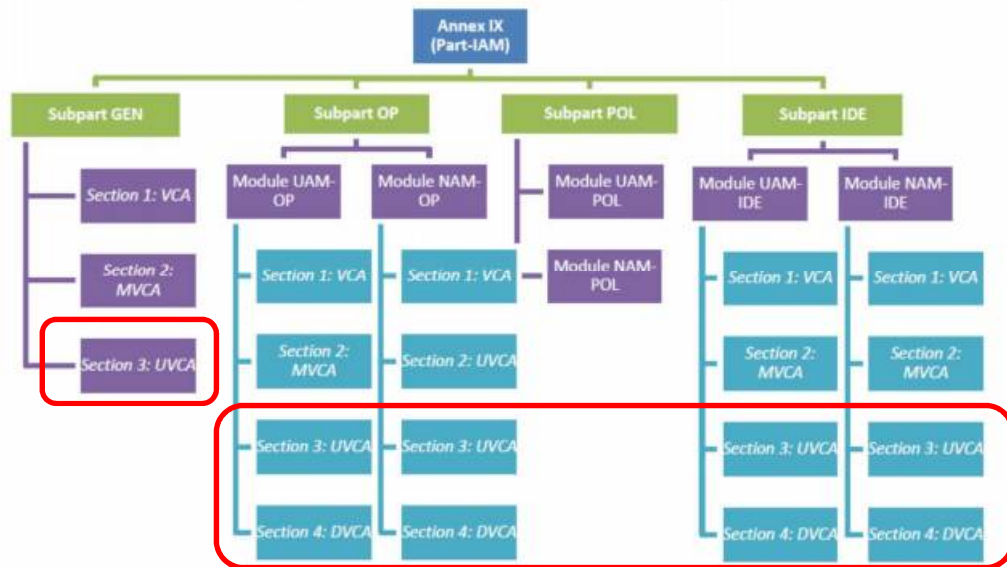 Annex IX
(Part-IAM)
Subpart GEN
Subpart OP
Subpart POL
Subpart IDE
Section 1: VCA
Section 2:
MVCA
Section 3: UVCA
Module UAM-
OP
Module NAM-
OP
Section 1: VCA
Section 1: VCA
Section 2:
MVCA
Section 2: UVCA
Section 3: UVCA
Section 3: UVCA
Section 4: DVCA
Section 4: DVCA
Module UAM-
POL
Module NAM-
POL
Module UAM-
IDE
Module NAM-
IDE
Section 1: VCA
Section 1: VCA
Section 2:
MVCA
Section 2:
MVCA
Section 3: UVCA
Section 3: UVCA
Section 4: DVCA
Section 4: DVCA